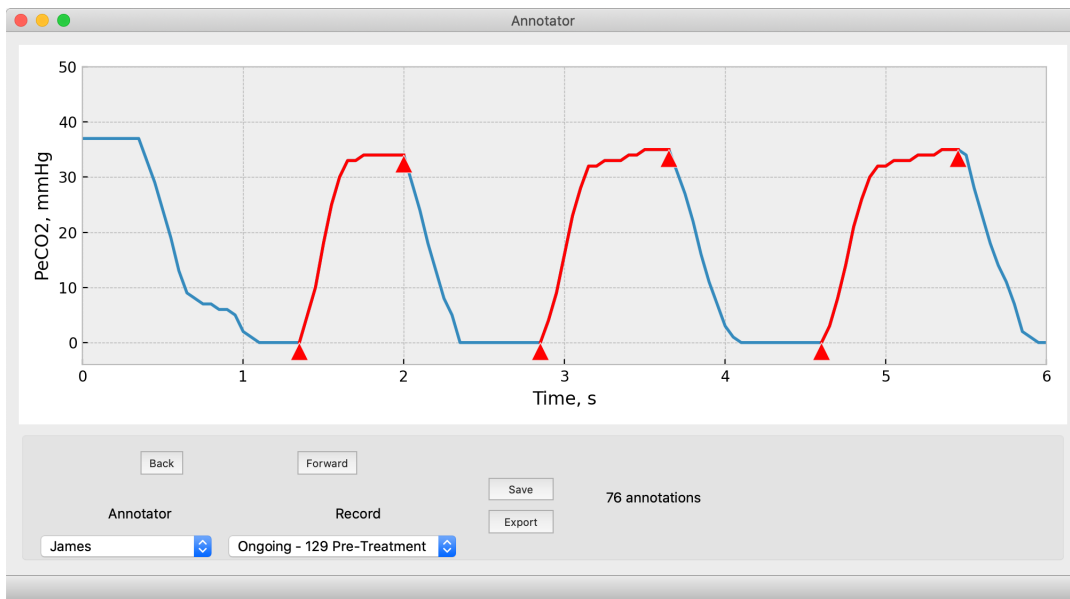 Annotator
50
40
30
20
10
0
PeCO2, mmHg
0 1 2 3 4 5 6
Time, s
Back Forward
Save
76 annotations
Annotator Record
Export
James Ongoing - 129 Pre-Treatment